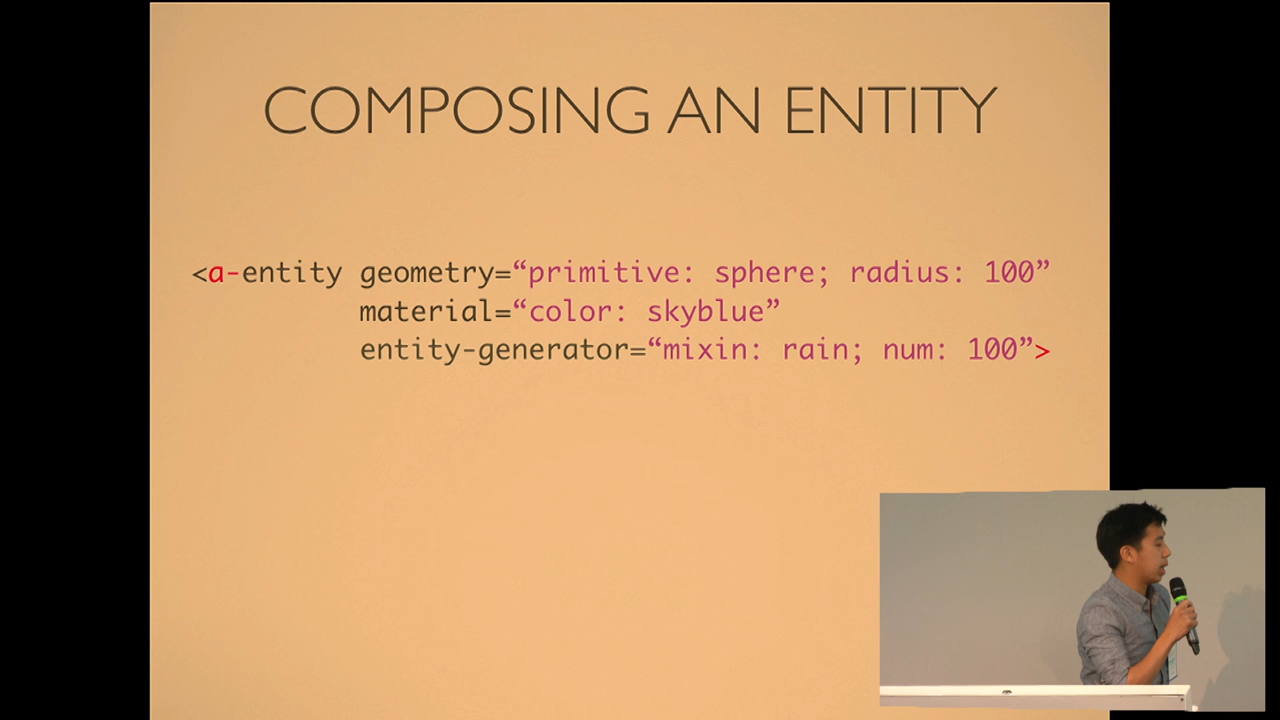 COMPOSING AN ENTITY
<a-entity geometry=“primitive: sphere; radius: 100”
material=“color: skyblue”
entity-generator=“mixin: rain; num: 100”>